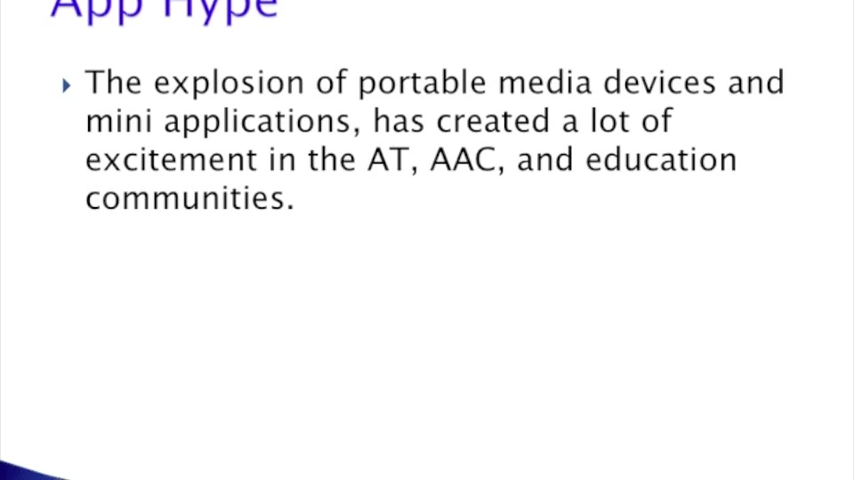 App Hype
The explosion of portable media devices and
mini applications, has created a lot of
excitement in the AT, AAC, and education
communities.